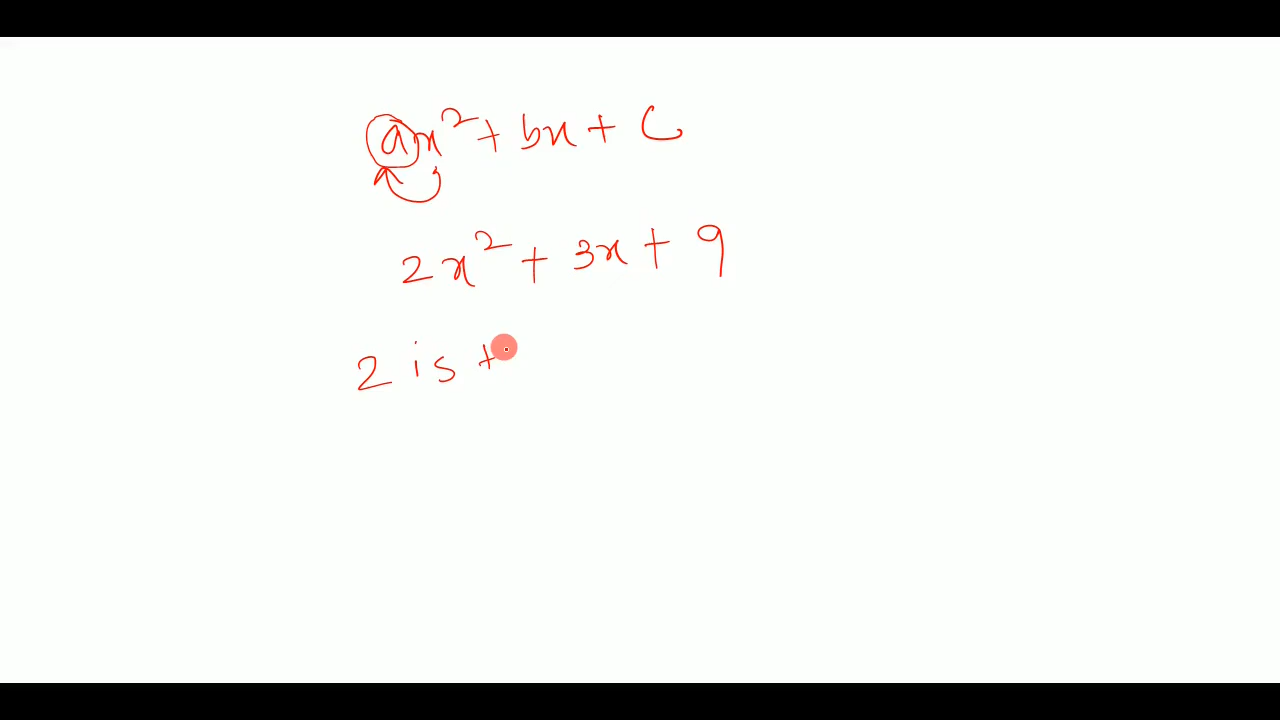 ax² + bx + c
2x² + 3x + 9
2 is t